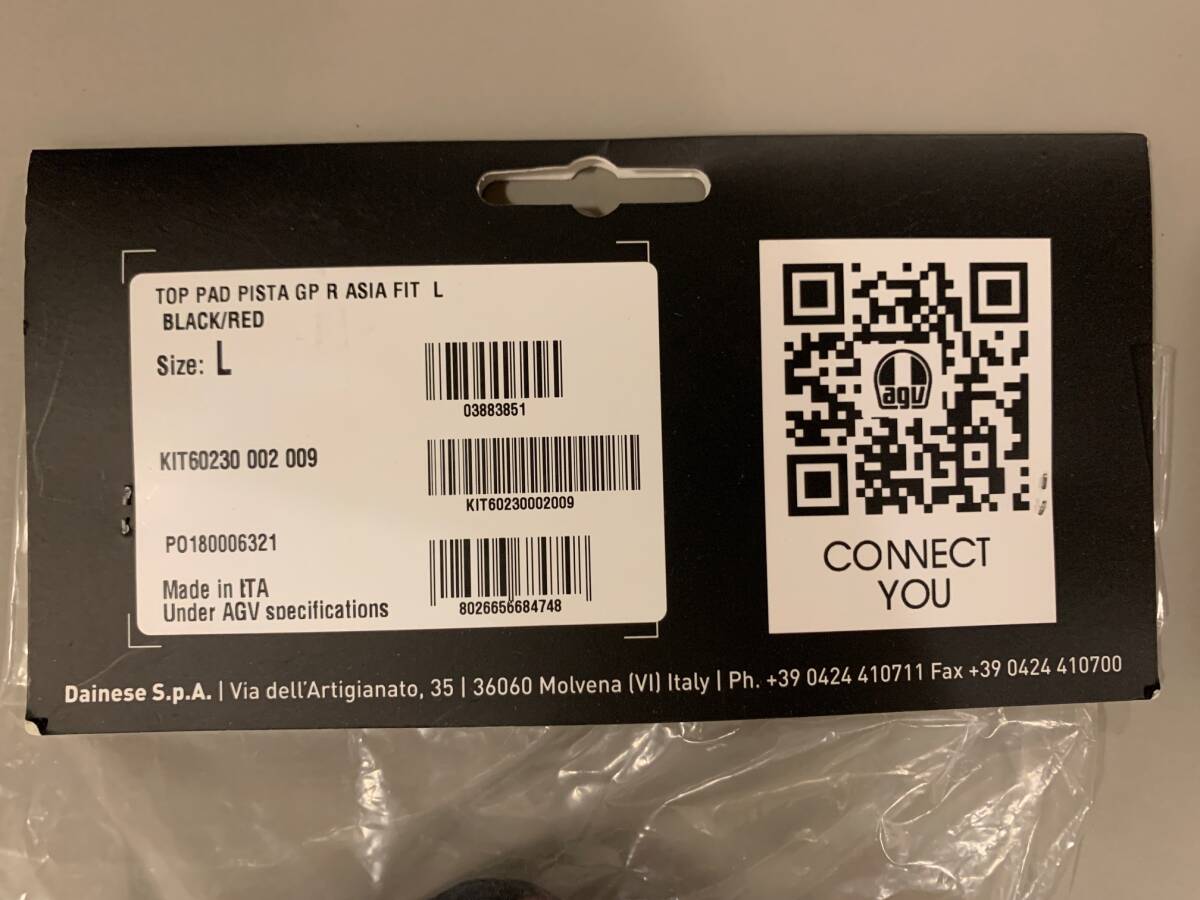 TOP PAD PISTA GP R ASIA FIT L
BLACK/RED
Size: L
03883851
KIT60230 002 009
KIT60230002009
PO180006321
Made in ITA
Under AGV specifications
8026656684748
agv
CONNECT
YOU
Dainese S.p.A. | Via dell'Artigianato, 35 | 36060 Molvena (VI) Italy | Ph. +39 0424 410711 Fax +39 0424 410700